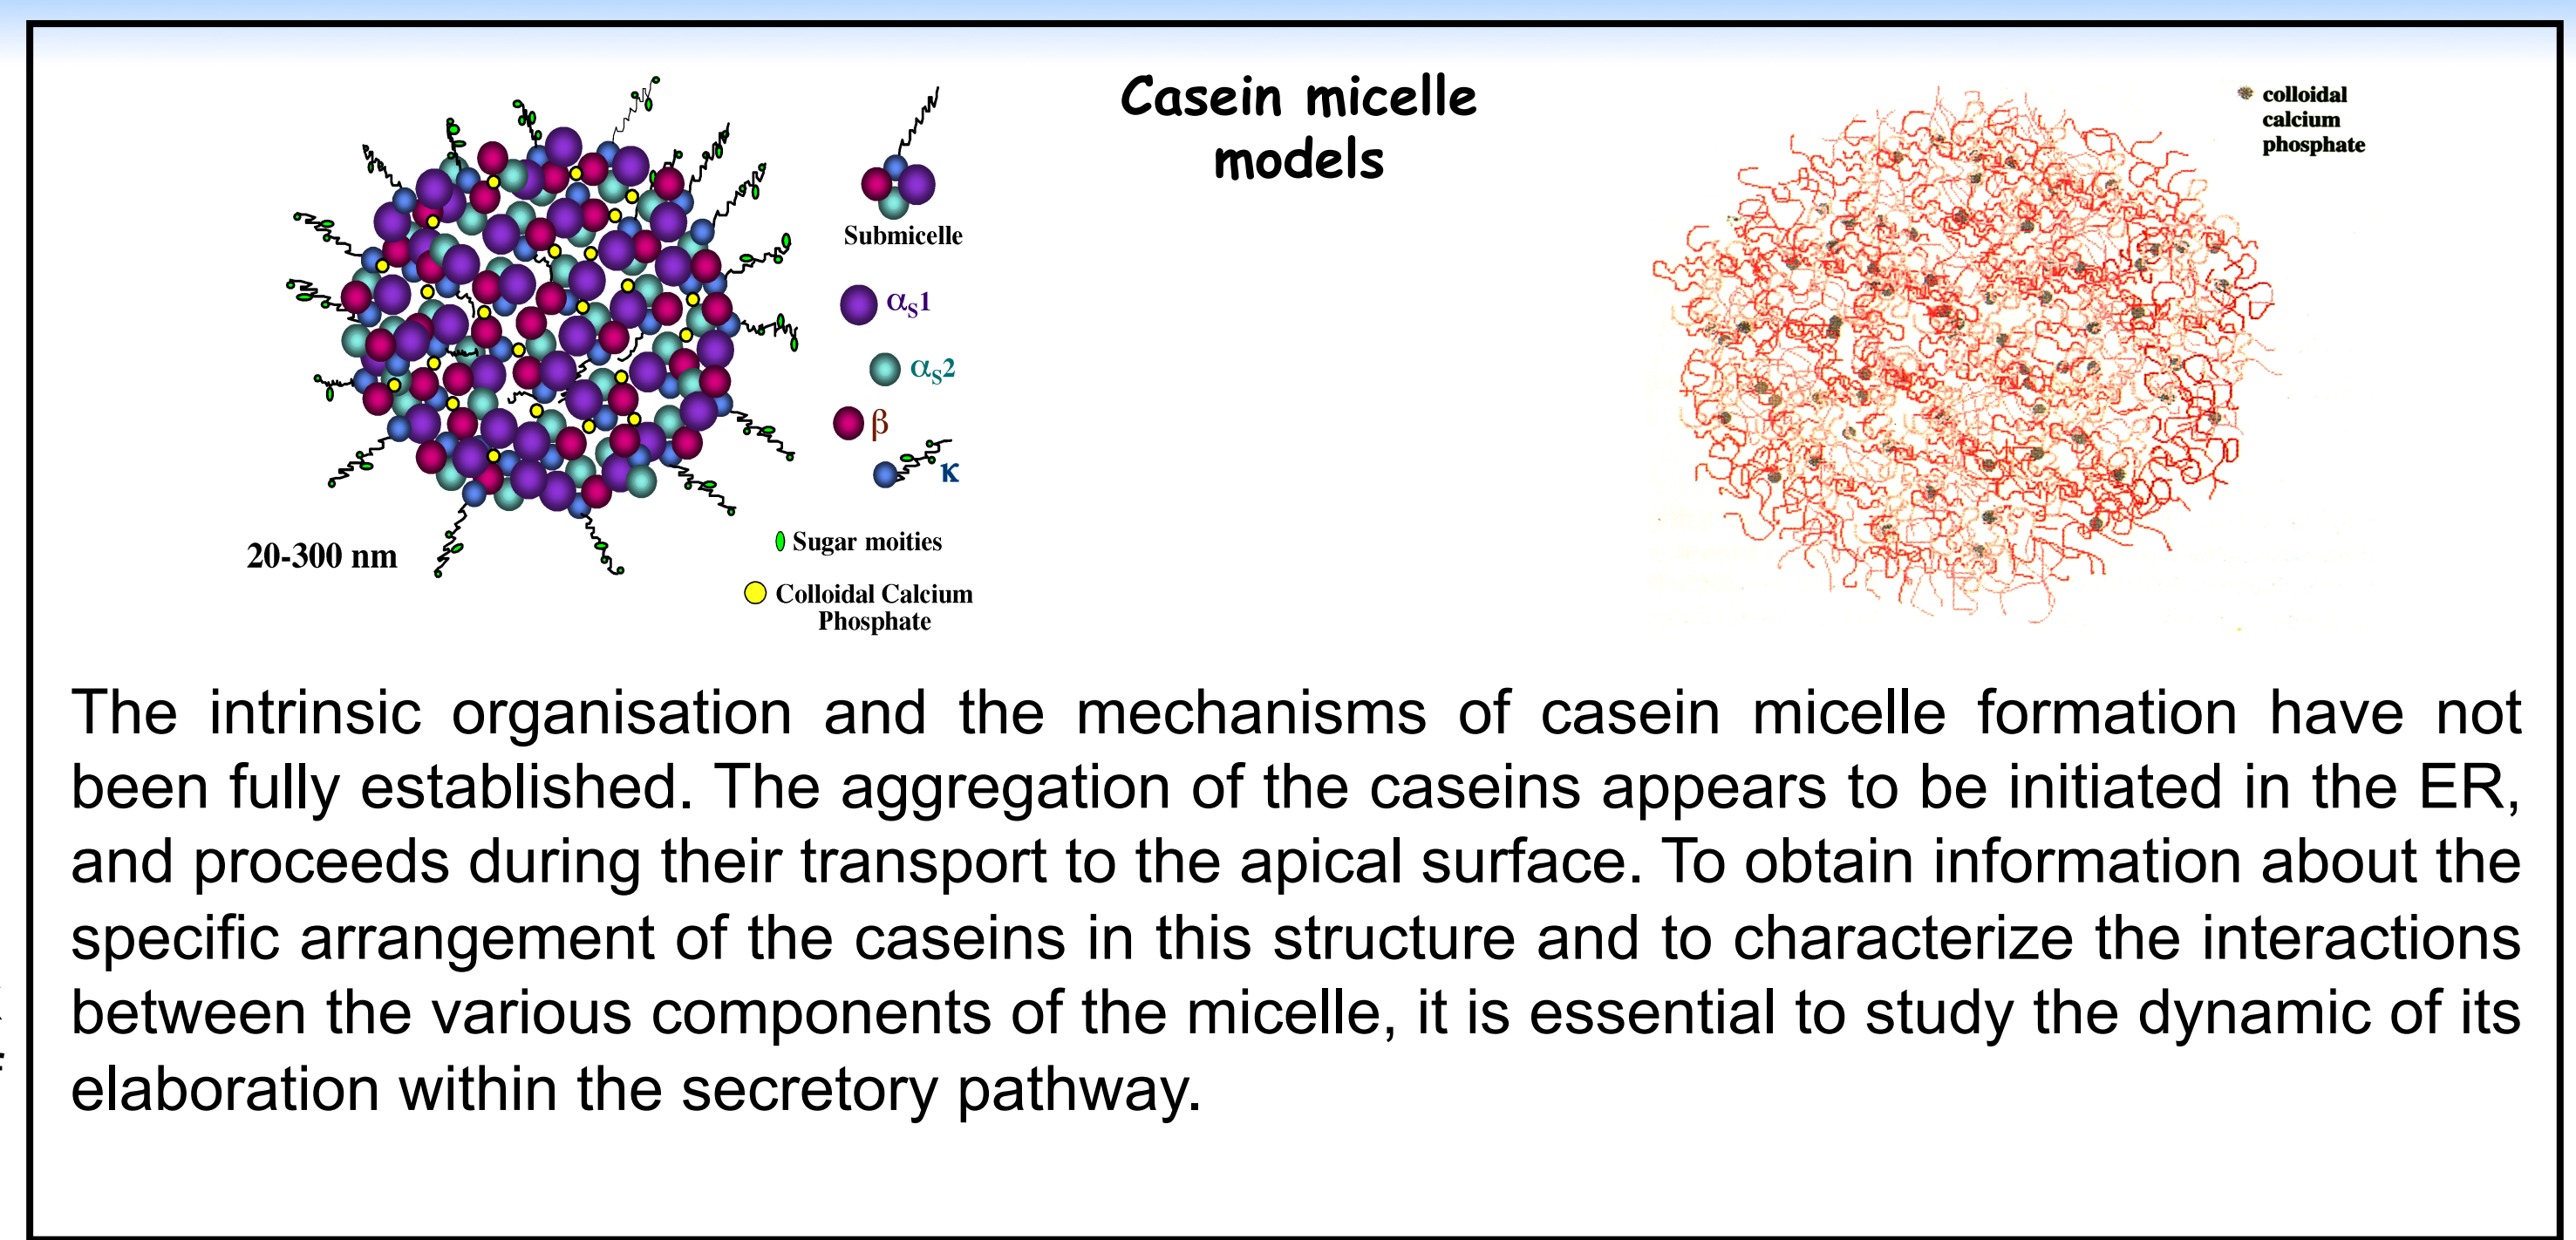 Casein micelle
models
Submicelle
αS1
αS2
β
κ
Sugar moities
Colloidal Calcium
Phosphate
20-300 nm
colloidal
calcium
phosphate
The intrinsic organisation and the mechanisms of casein micelle formation have not
been fully established. The aggregation of the caseins appears to be initiated in the ER,
and proceeds during their transport to the apical surface. To obtain information about the
specific arrangement of the caseins in this structure and to characterize the interactions
between the various components of the micelle, it is essential to study the dynamic of its
elaboration within the secretory pathway.